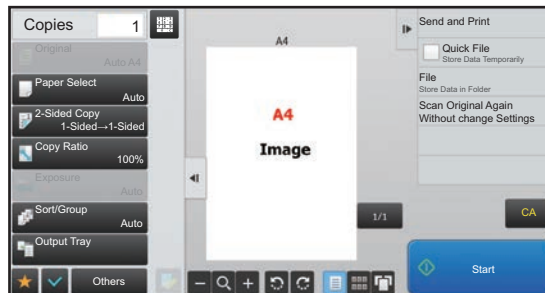 Copies
1
Original
Auto A4
Paper Select
Auto
2-Sided Copy
1-Sided→1-Sided
Copy Ratio
100%
Exposure
Auto
Sort/Group
Auto
Output Tray
Others
A4
A4
Image
1/1
Send and Print
Quick File
Store Data Temporarily
File
Store Data in Folder
Scan Original Again
Without change Settings
CA
Start